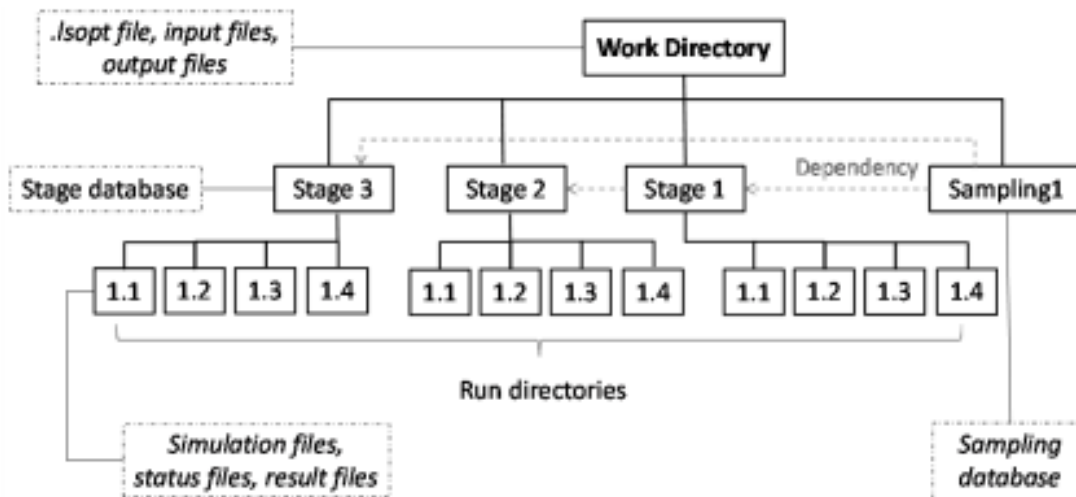 .lsopt file, input files,
output files
Work Directory
Dependency
Stage database
Stage 3
Stage 2
Stage 1
Sampling1
1.1 1.2 1.3 1.4 1.1 1.2 1.3 1.4 1.1 1.2 1.3 1.4
Run directories
Simulation files,
status files, result files
Sampling
database